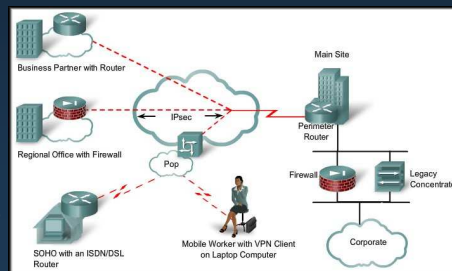 Business Partner with Router
Main Site
IPsec
Perimeter
Router
Regional Office with Firewall
Pop
Firewall
Legacy
Concentrate
SOHO with an ISDN/DSL
Router
Mobile Worker with VPN Client
on Laptop Computer
Corporate